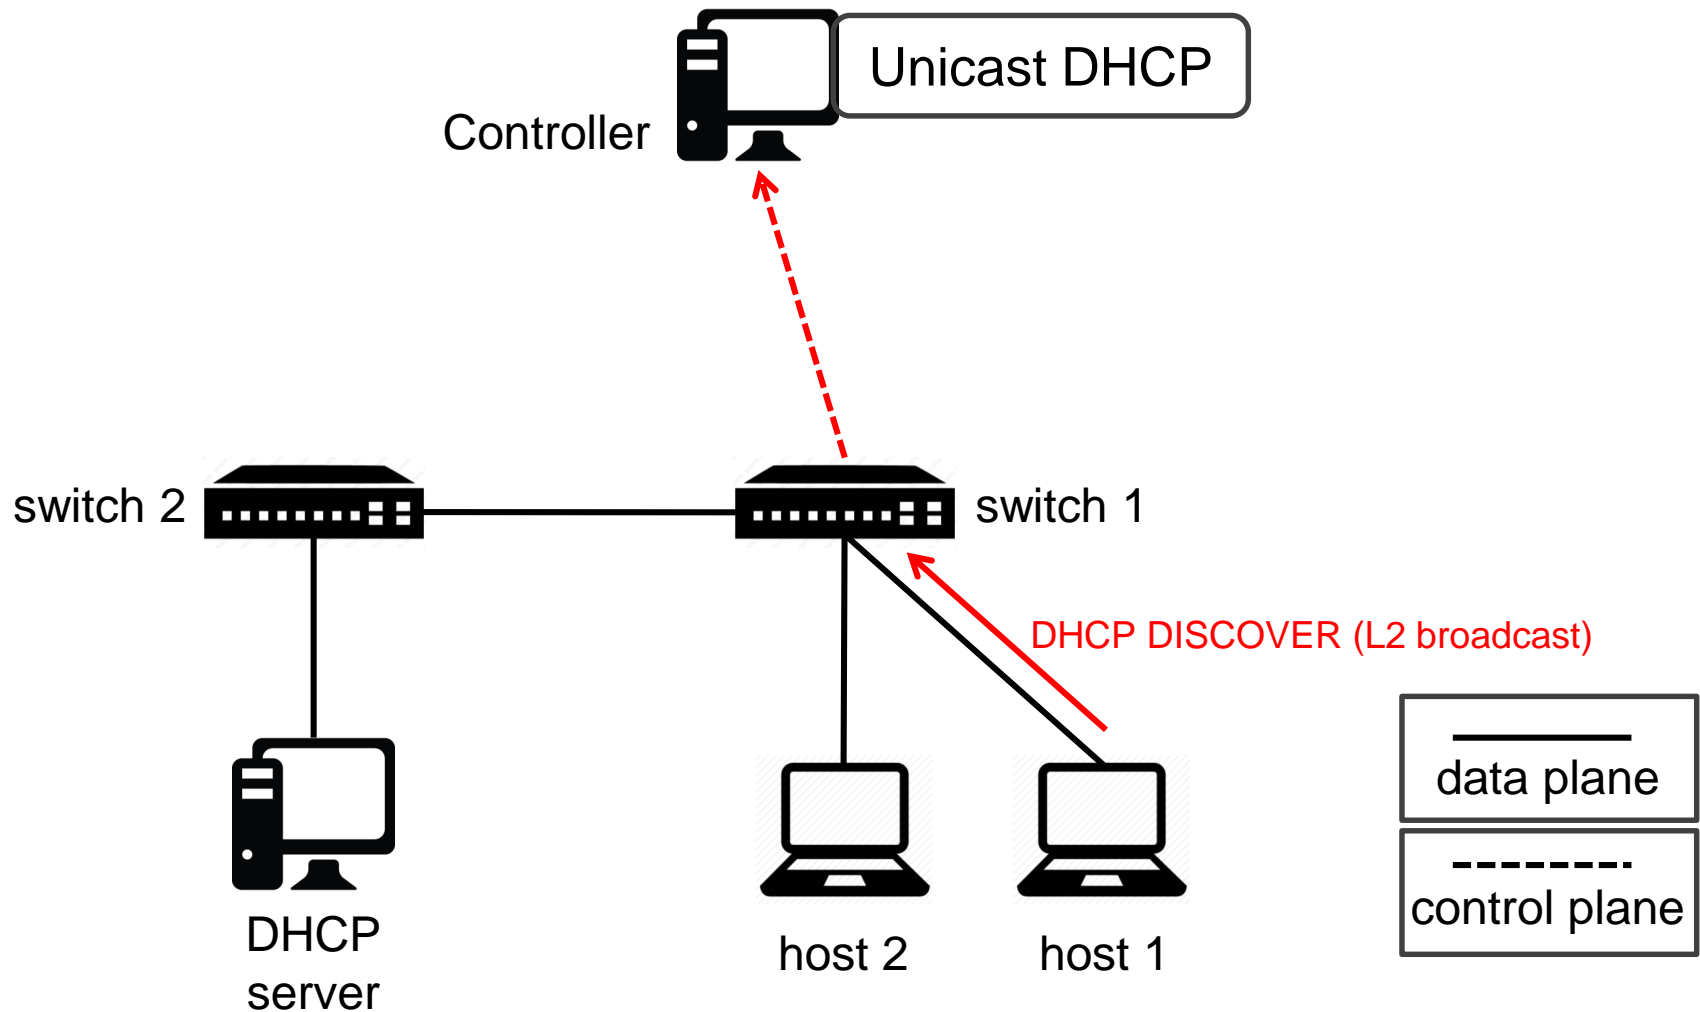 Unicast DHCP
Controller
switch 2
switch 1
DHCP DISCOVER (L2 broadcast)
data plane
control plane
DHCP
server
host 2
host 1